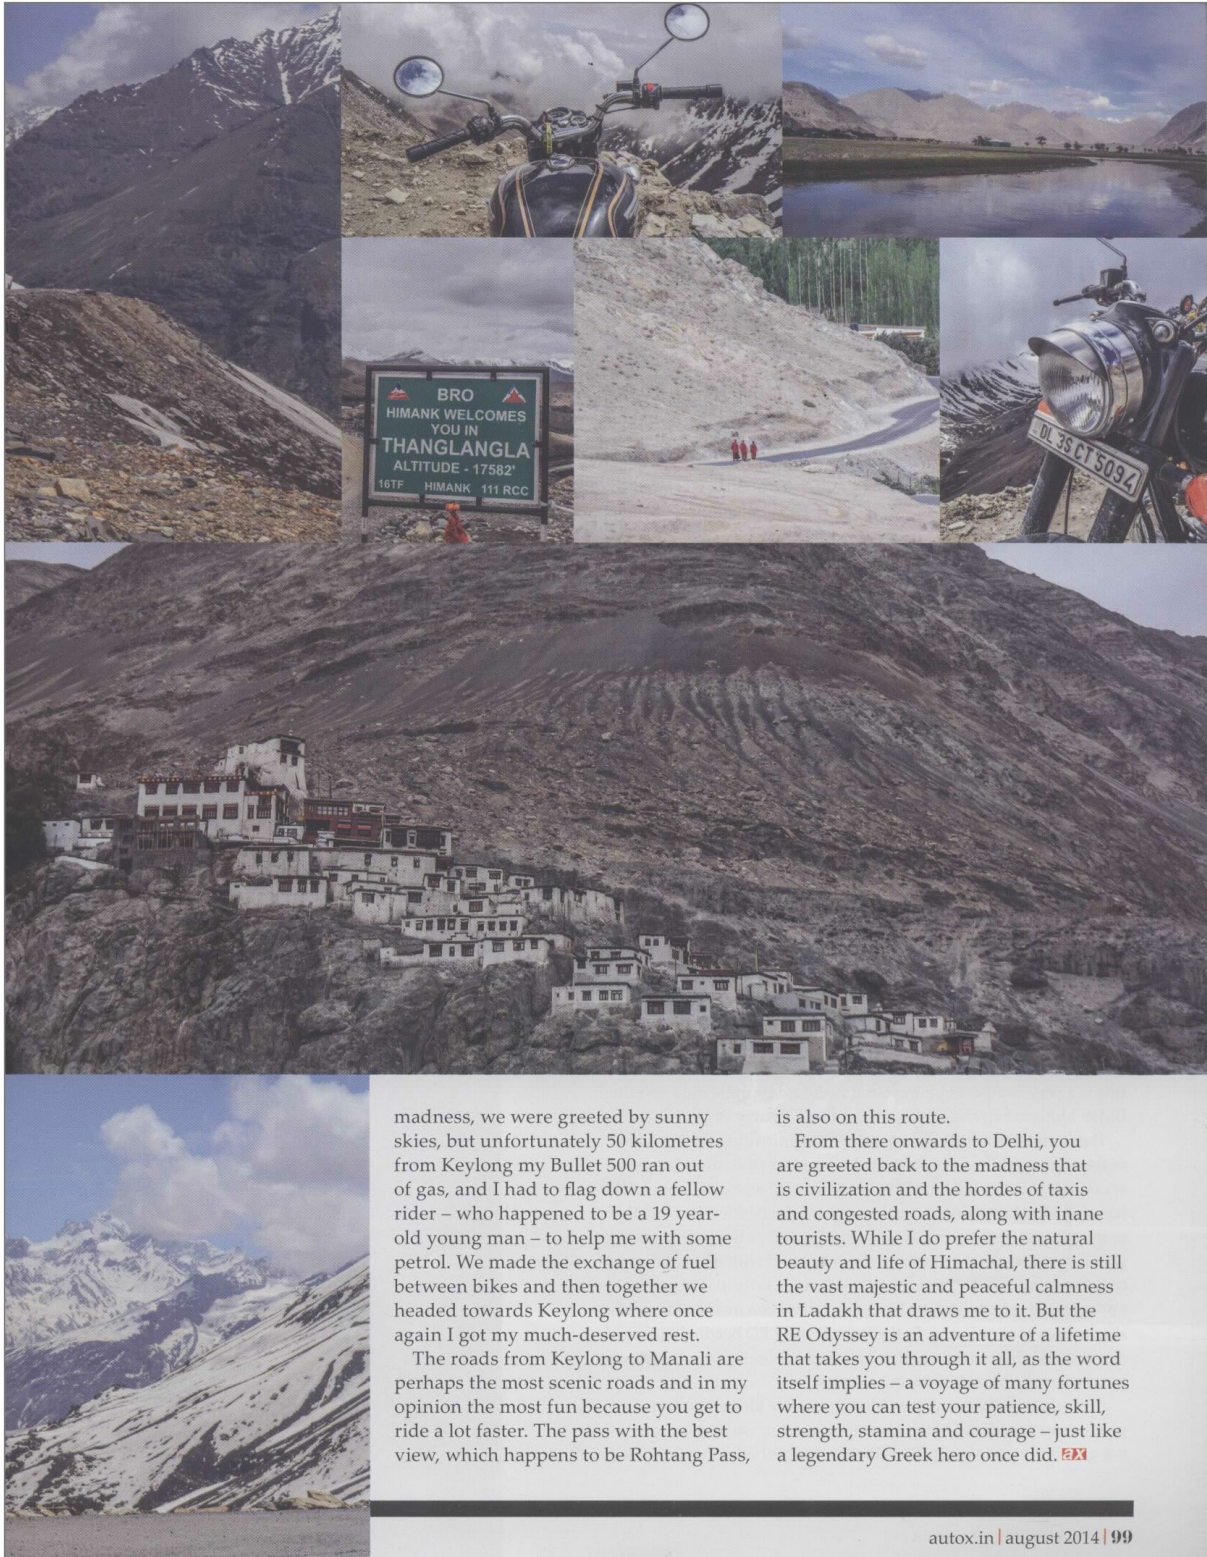 BRO
HIMANK WELCOMES
YOU IN
THANGLANGLA
ALTITUDE - 17582'
16TF HIMANK 111 RCC
DL 3S CT 5094
madness, we were greeted by sunny
skies, but unfortunately 50 kilometres
from Keylong my Bullet 500 ran out
of gas, and I had to flag down a fellow
rider – who happened to be a 19 year-
old young man – to help me with some
petrol. We made the exchange of fuel
between bikes and then together we
headed towards Keylong where once
again I got my much-deserved rest.
The roads from Keylong to Manali are
perhaps the most scenic roads and in my
opinion the most fun because you get to
ride a lot faster. The pass with the best
view, which happens to be Rohtang Pass,
is also on this route.
From there onwards to Delhi, you
are greeted back to the madness that
is civilization and the hordes of taxis
and congested roads, along with inane
tourists. While I do prefer the natural
beauty and life of Himachal, there is still
the vast majestic and peaceful calmness
in Ladakh that draws me to it. But the
RE Odyssey is an adventure of a lifetime
that takes you through it all, as the word
itself implies – a voyage of many fortunes
where you can test your patience, skill,
strength, stamina and courage – just like
a legendary Greek hero once did. ax
autox.in | august 2014 | 99